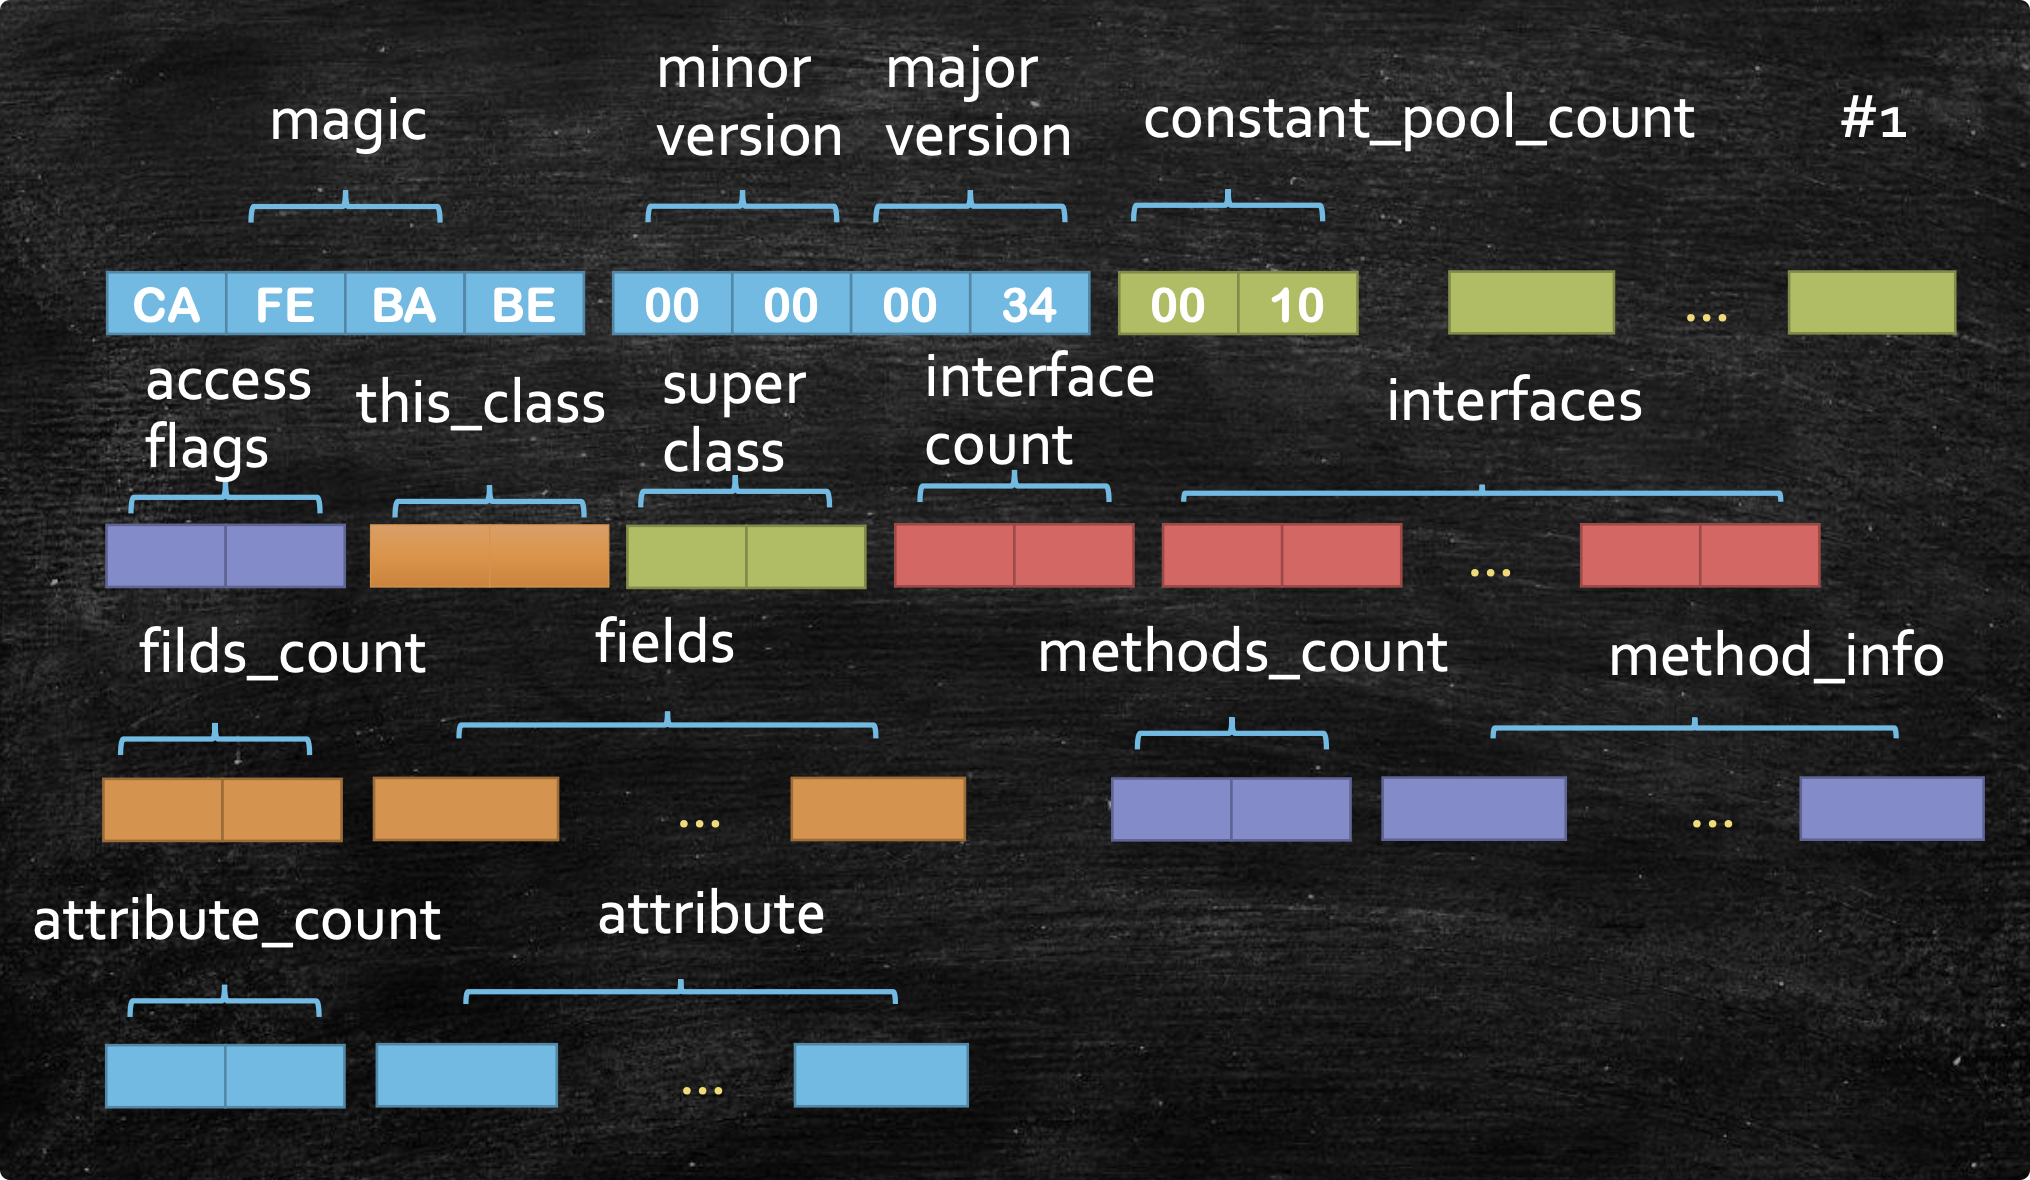 magic
minor
version
major
version
constant_pool_count
#1
CA FE BA BE 00 00 00 34 00 10 ...
access
flags
this_class
super
class
interface
count
interfaces
...
filds_count
fields
methods_count
method_info
... ...
attribute_count
attribute
...